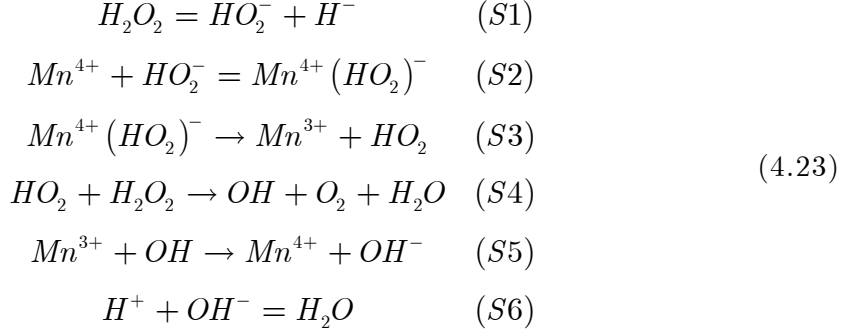 H₂O₂ = HO₂⁻ + H⁻ (S1)
Mn⁴⁺ + HO₂⁻ = Mn⁴⁺(HO₂)⁻ (S2)
Mn⁴⁺(HO₂)⁻ → Mn³⁺ + HO₂ (S3)
(4.23)
HO₂ + H₂O₂ → OH + O₂ + H₂O (S4)
Mn³⁺ + OH → Mn⁴⁺ + OH⁻ (S5)
H⁺ + OH⁻ = H₂O (S6)